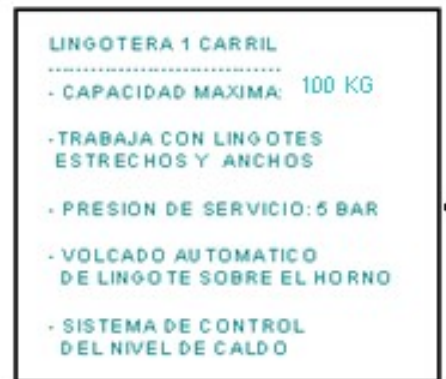 LINGOTERA 1 CARRIL
------------------------------
- CAPACIDAD MAXIMA: 100 KG
-TRABAJA CON LINGOTES
ESTRECHOS Y ANCHOS
- PRESION DE SERVICIO: 5 BAR
- VOLCADO AUTOMATICO
DE LINGOTE SOBRE EL HORNO
- SISTEMA DE CONTROL
DEL NIVEL DE CALDO